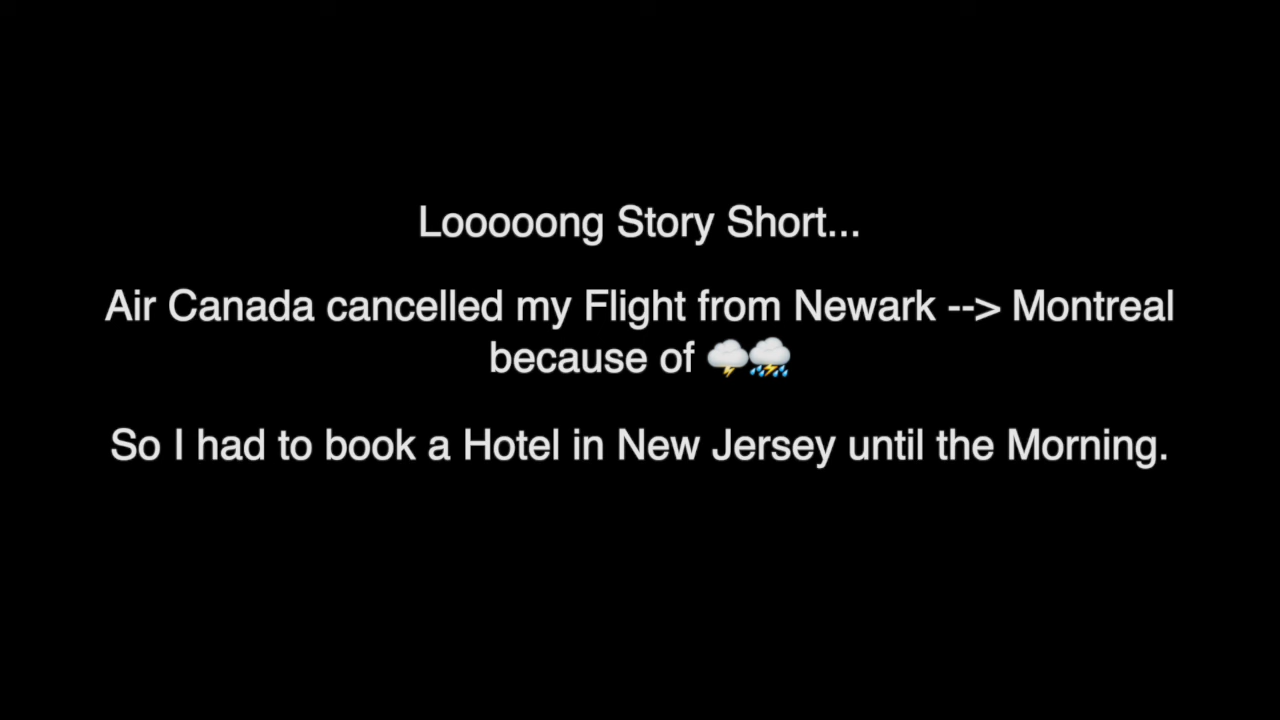 Looooong Story Short...
Air Canada cancelled my Flight from Newark --> Montreal
because of 🌩️⛈️
So I had to book a Hotel in New Jersey until the Morning.